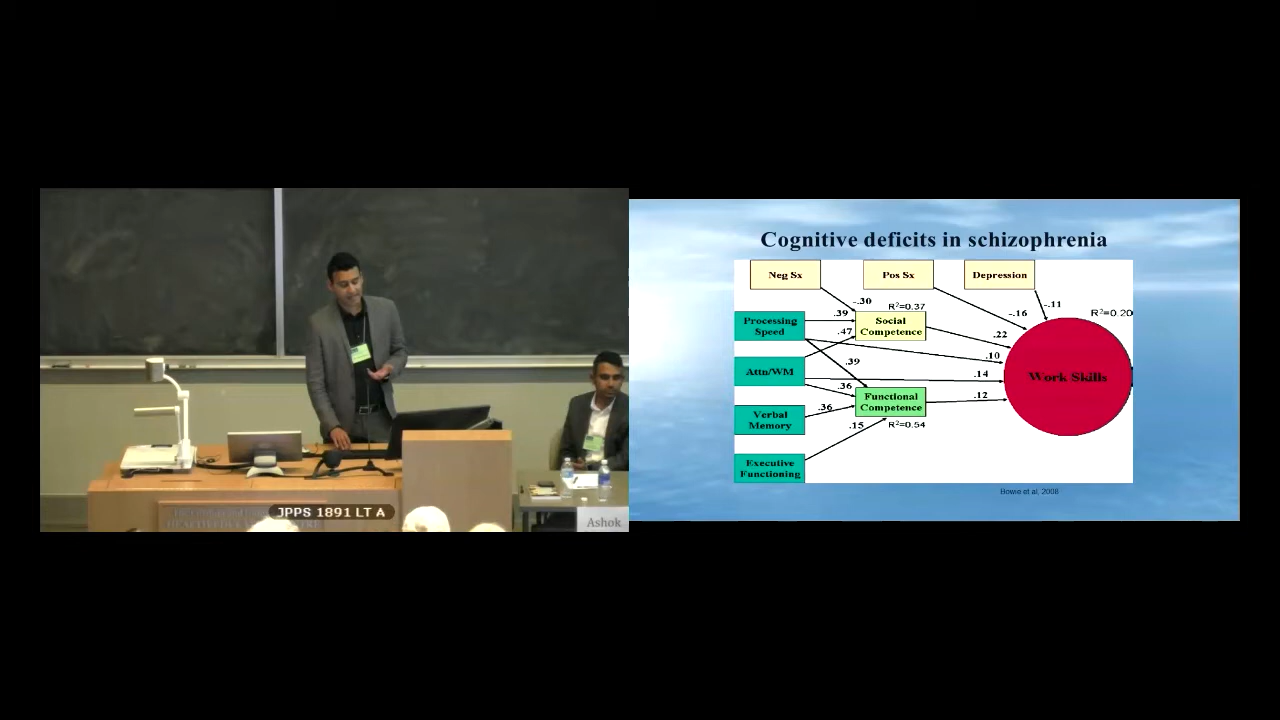 Cognitive deficits in schizophrenia
Neg Sx
Pos Sx
Depression
-.30
R²=0.37
-.11
.39
-.16
R²=0.20
Processing
Speed
Social
Competence
.47
.22
.10
.39
Attn/WM
.14
Work Skills
.36
Functional
Competence
.12
.36
Verbal
Memory
.15
R²=0.54
Executive
Functioning
Bowie et al, 2008
JPPS 1891 LT A
Ashok